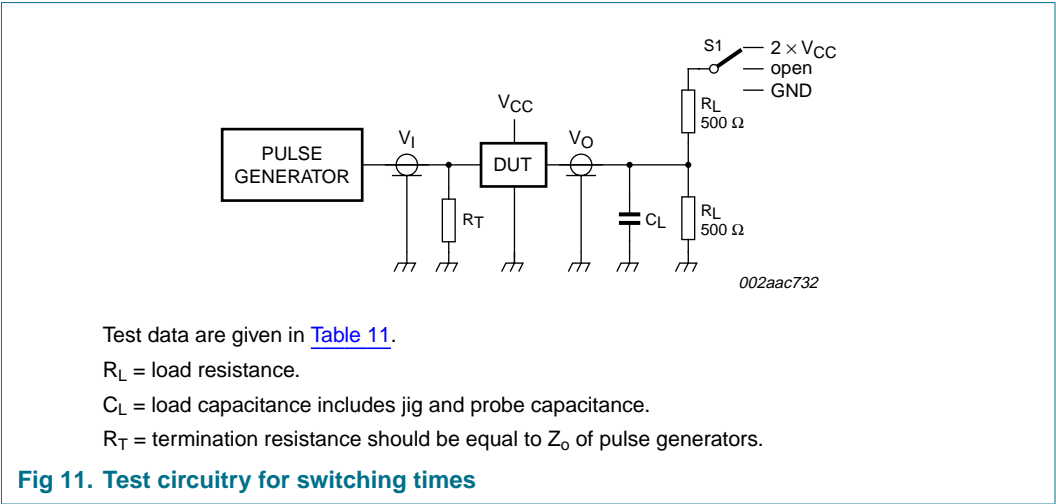 S1
2 × VCC
open
GND
RL
500 Ω
VCC
VI
VO
PULSE
GENERATOR
DUT
RT
CL
RL
500 Ω
002aac732
Test data are given in Table 11.
RL = load resistance.
CL = load capacitance includes jig and probe capacitance.
RT = termination resistance should be equal to Zo of pulse generators.
Fig 11. Test circuitry for switching times